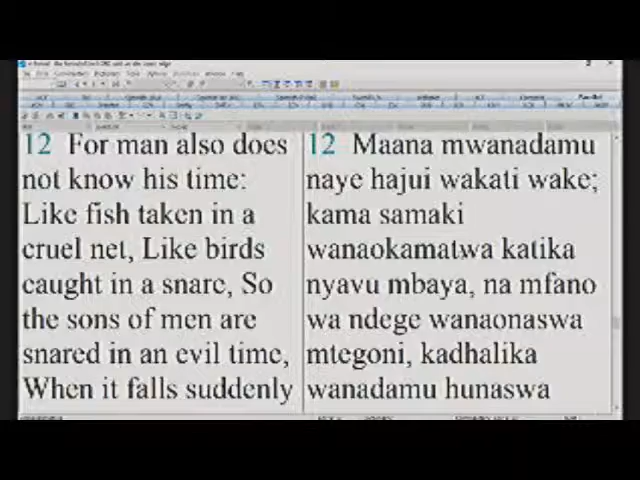 12 For man also does
not know his time:
Like fish taken in a
cruel net, Like birds
caught in a snare, So
the sons of men are
snared in an evil time,
When it falls suddenly
12 Maana mwanadamu
naye hajui wakati wake;
kama samaki
wanaokamatwa katika
nyavu mbaya, na mfano
wa ndege wanaonaswa
mtegoni, kadhalika
wanadamu hunaswa